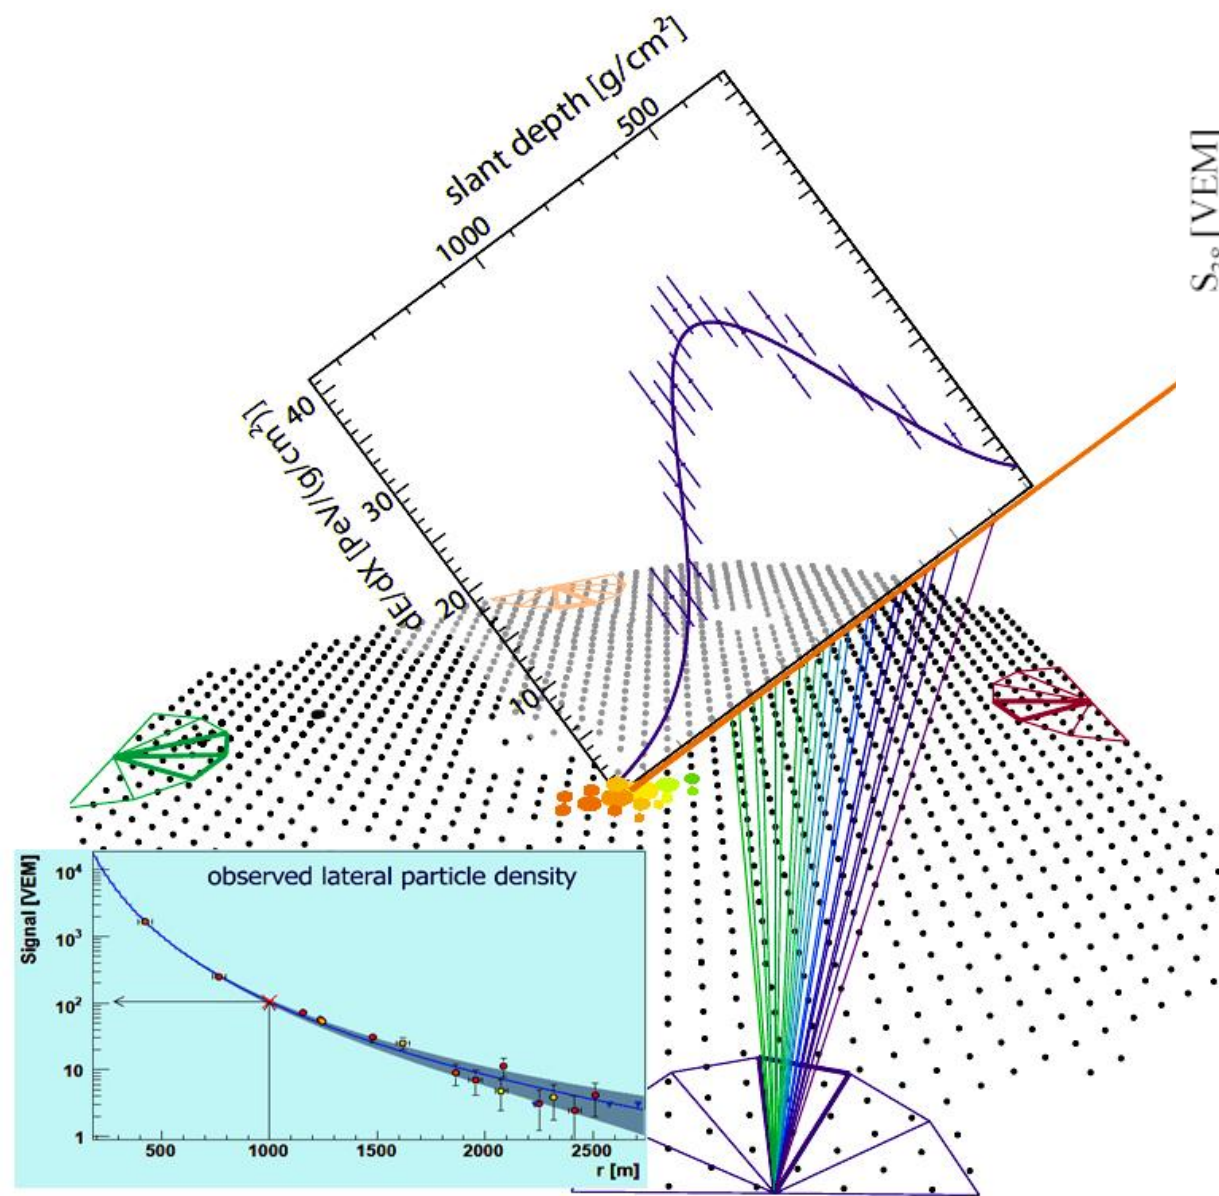 slant depth [g/cm²]
500
1000
S₃₈ [VEM]
40
30
20
10
dE/dX [PeV/(g/cm²)]
observed lateral particle density
Signal [VEM]
10⁴
10³
10²
10
1
500 1000 1500 2000 2500
r [m]